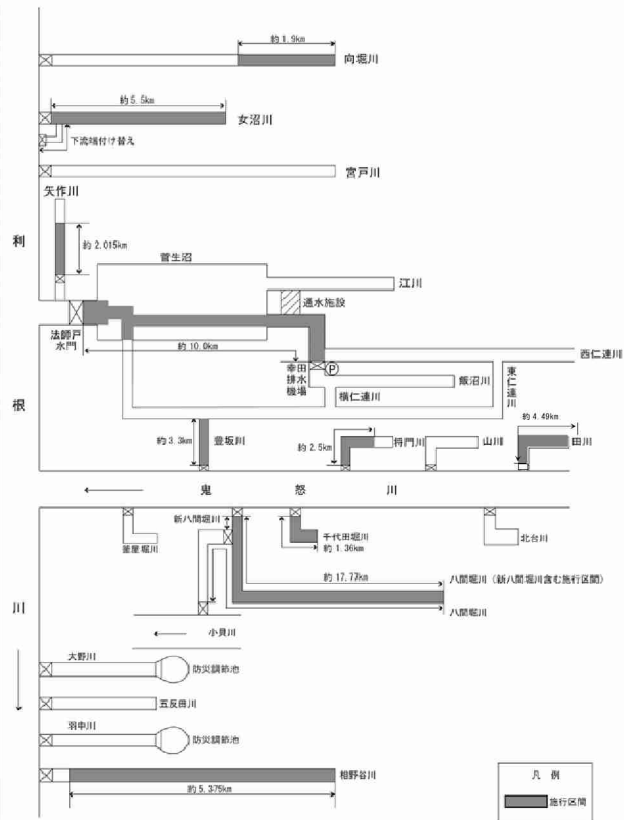 約1.9km
向堀川
約5.5km
女沼川
下流端付け替え
宮戸川
矢作川
利
約2.015km
菅生沼
江川
通水施設
法師戸
水門
約10.0km
西仁連川
幸田
排水
機場
P
飯沼川
横仁連川
東仁連川
根
約3.3km
豊坂川
約2.5km
将門川
山川
約4.49km
田川
鬼怒川
新八間堀川
釜屋堀川
千代田堀川
約1.36km
北台川
約17.77km
八間堀川(新八間堀川含む施行区間)
八間堀川
川
小貝川
大野川
防災調節池
五反田川
羽中川
防災調節池
相野谷川
約5.375km
凡例
施行区間